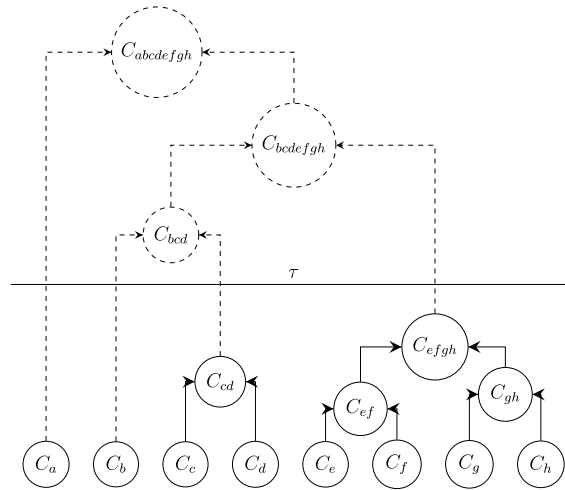 C_{abcdefgh}
C_{bcdefgh}
C_{bcd}
τ
C_{efgh}
C_{cd}
C_{ef} C_{gh}
C_a C_b C_c C_d C_e C_f C_g C_h